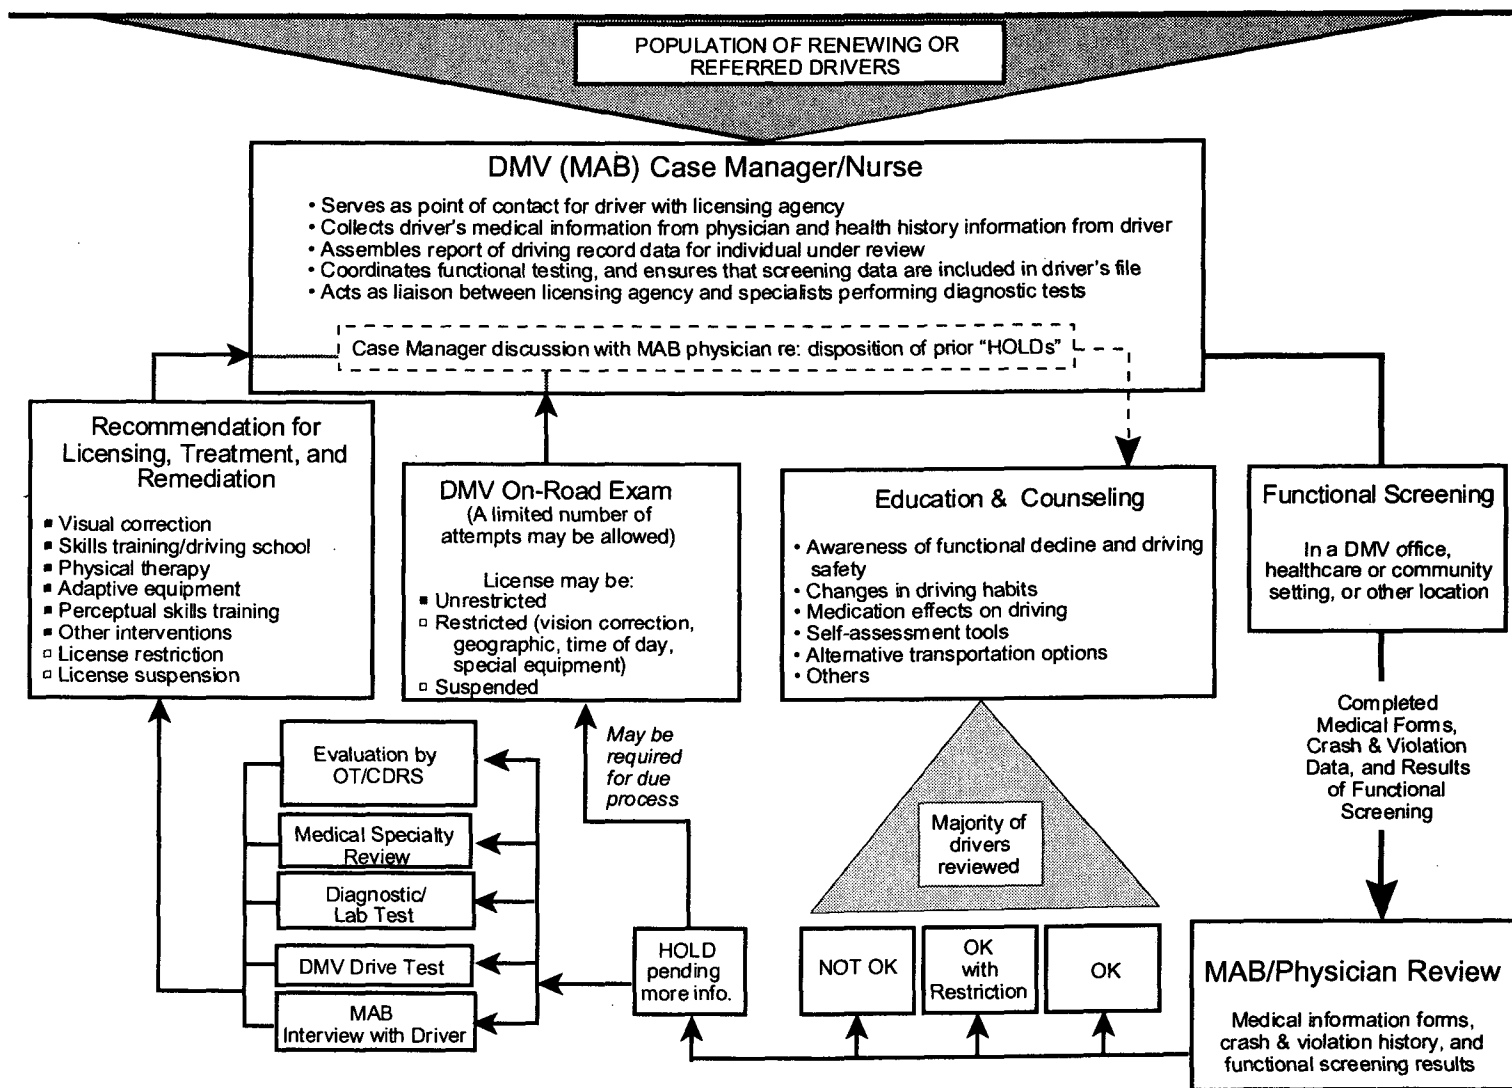 POPULATION OF RENEWING OR
REFERRED DRIVERS
DMV (MAB) Case Manager/Nurse
• Serves as point of contact for driver with licensing agency
• Collects driver's medical information from physician and health history information from driver
• Assembles report of driving record data for individual under review
• Coordinates functional testing, and ensures that screening data are included in driver's file
• Acts as liaison between licensing agency and specialists performing diagnostic tests
Case Manager discussion with MAB physician re: disposition of prior “HOLDs”
Recommendation for
Licensing, Treatment, and
Remediation
▪ Visual correction
▪ Skills training/driving school
▪ Physical therapy
▪ Adaptive equipment
▪ Perceptual skills training
▪ Other interventions
▫ License restriction
▫ License suspension
DMV On-Road Exam
(A limited number of
attempts may be allowed)
License may be:
▪ Unrestricted
▫ Restricted (vision correction,
geographic, time of day,
special equipment)
▫ Suspended
Education & Counseling
• Awareness of functional decline and driving
safety
• Changes in driving habits
• Medication effects on driving
• Self-assessment tools
• Alternative transportation options
• Others
Functional Screening
In a DMV office,
healthcare or community
setting, or other location
Completed
Medical Forms,
Crash & Violation
Data, and Results
of Functional
Screening
May be
required
for due
process
Evaluation by
OT/CDRS
Medical Specialty
Review
Diagnostic/
Lab Test
DMV Drive Test
MAB
Interview with Driver
HOLD
pending
more info.
Majority of
drivers
reviewed
NOT OK
OK
with
Restriction
OK
MAB/Physician Review
Medical information forms,
crash & violation history, and
functional screening results